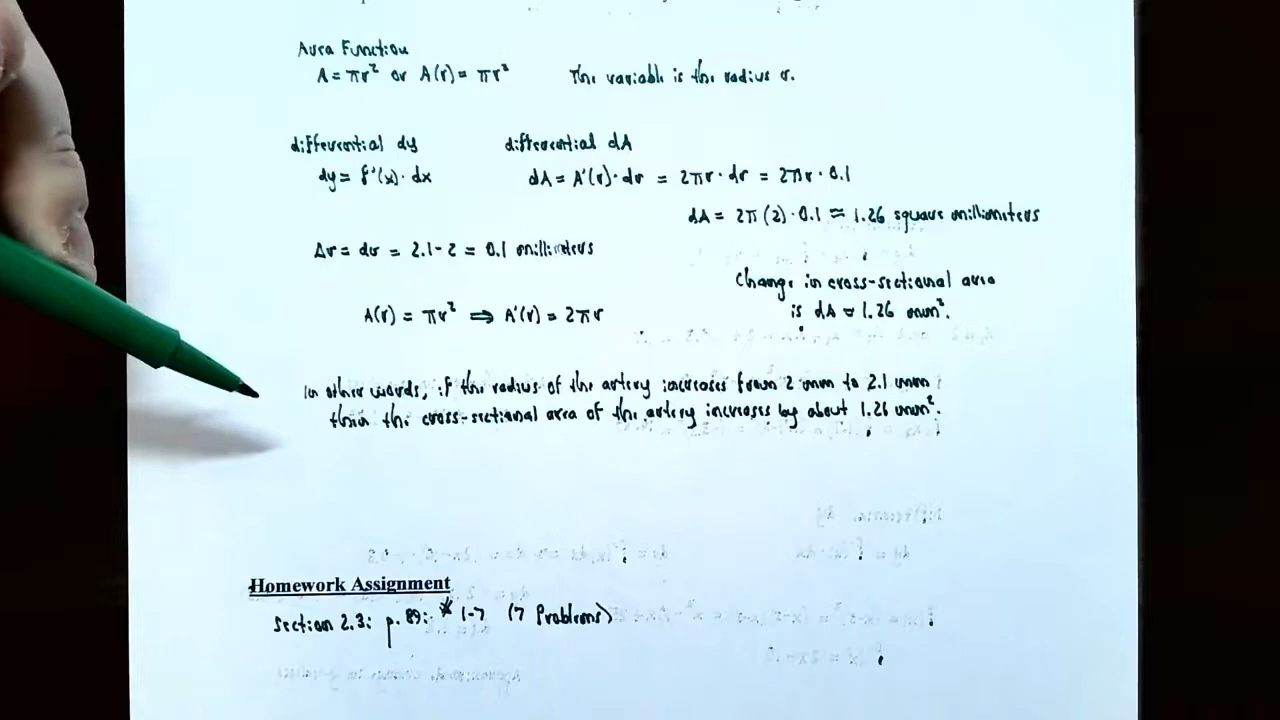 Area Function
A = πr² or A(r) = πr² The variable is the radius r.
differential dy differential dA
dy = f'(x)·dx dA = A'(r)·dr = 2πr·dr = 2πr·0.1
dA = 2π(2)·0.1 ≈ 1.26 square millimeters
Δr = dr = 2.1-2 = 0.1 millimeters
Change in cross-sectional area
is dA ≈ 1.26 mm².
A(r) = πr² ⇒ A'(r) = 2πr
In other words, if the radius of the artery increases from 2 mm to 2.1 mm
then the cross-sectional area of the artery increases by about 1.26 mm².
Homework Assignment
Section 2.3: p. 89: # 1-7 (7 Problems)